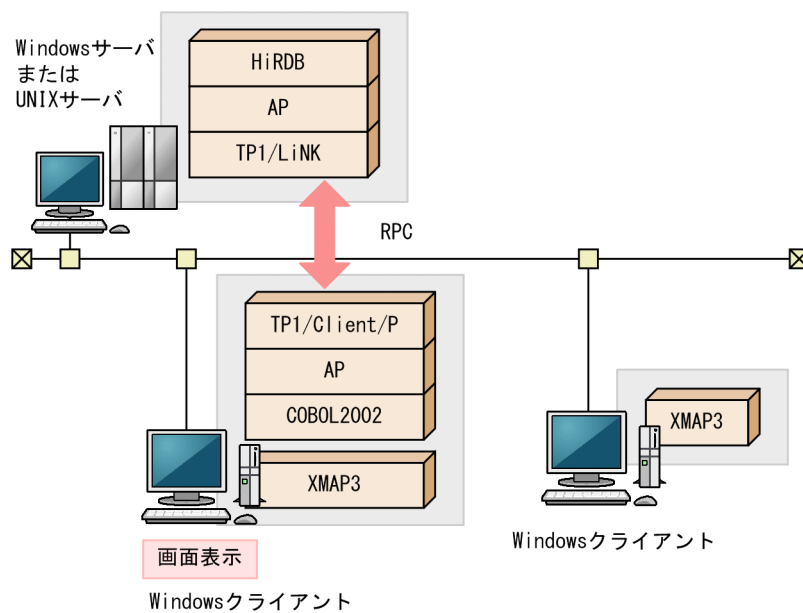 Windowsサーバ
または
UNIXサーバ
HiRDB
AP
TP1/LiNK
RPC
TP1/Client/P
AP
COBOL2002
XMAP3
XMAP3
画面表示
Windowsクライアント
Windowsクライアント